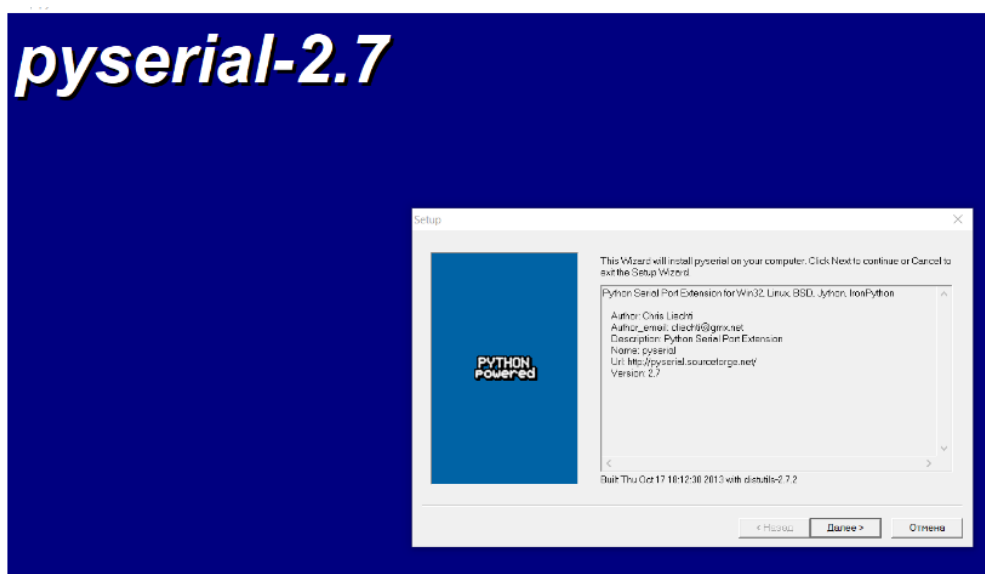 pyserial-2.7
Setup
This Wizard will install pyserial on your computer. Click Next to continue or Cancel to
exit the Setup Wizard.
Python Serial Port Extension for Win32, Linux, BSD, Jython, IronPython
Author: Chris Liechti
Author_email: cliechti@gmx.net
Description: Python Serial Port Extension
Name: pyserial
Url: http://pyserial.sourceforge.net/
Version: 2.7
PYTHON
Powered
Built Thu Oct 17 18:12:30 2013 with distutils-2.7.2
< Назад
Далее >
Отмена